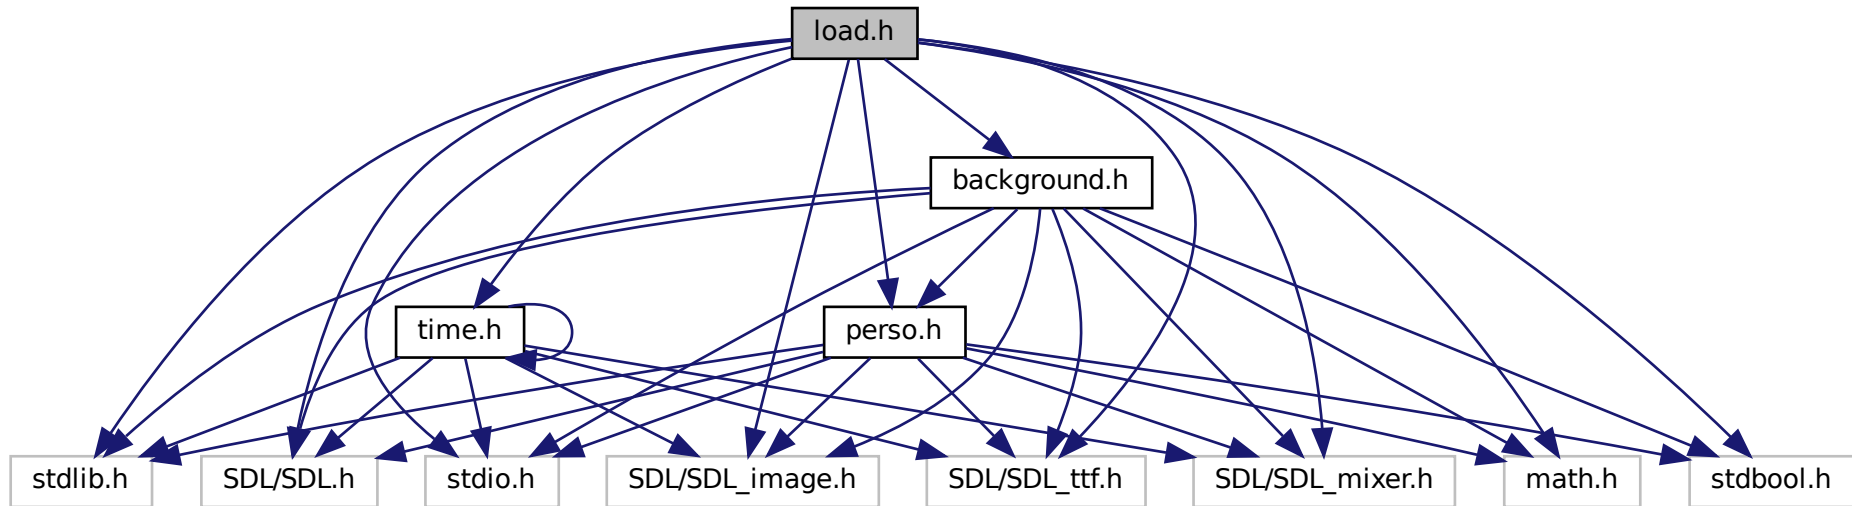 load.h
background.h
time.h
perso.h
stdlib.h
SDL/SDL.h
stdio.h
SDL/SDL_image.h
SDL/SDL_ttf.h
SDL/SDL_mixer.h
math.h
stdbool.h